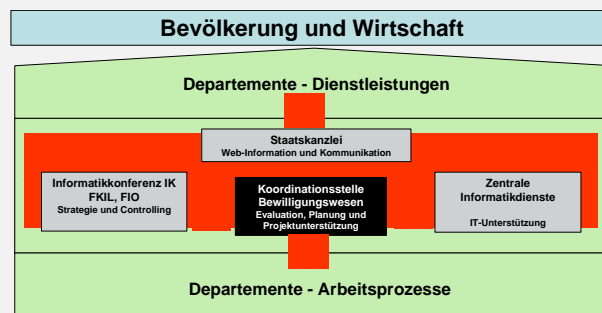 Bevölkerung und Wirtschaft
Departemente - Dienstleistungen
Staatskanzlei
Web-Information und Kommunikation
Informatikkonferenz IK
FKIL, FIO
Strategie und Controlling
Koordinationsstelle
Bewilligungswesen
Evaluation, Planung und
Projektunterstützung
Zentrale
Informatikdienste
IT-Unterstützung
Departemente - Arbeitsprozesse